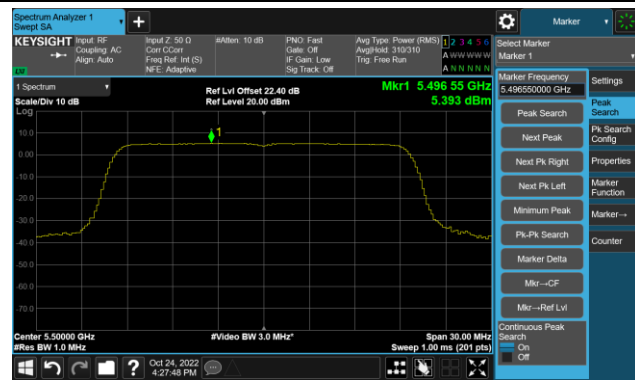 Spectrum Analyzer 1
Swept SA
Marker
KEYSIGHT
Input: RF
Coupling: AC
Align: Auto
Input Z: 50 Ω
Corr CCorr
Freq Ref: Int (S)
NFE: Adaptive
#Atten: 10 dB
PNO: Fast
Gate: Off
IF Gain: Low
Sig Track: Off
Avg Type: Power (RMS)
Avg|Hold: 310/310
Trig: Free Run
1 2 3 4 5 6
A W W W W W
A N N N N N
Select Marker
Marker 1
LU
1 Spectrum
Scale/Div 10 dB
Log
Ref Lvl Offset 22.40 dB
Ref Level 20.00 dBm
Mkr1 5.496 55 GHz
5.393 dBm
10.0
0.00
-10.0
-20.0
-30.0
-40.0
-50.0
-60.0
-70.0
1
Center 5.50000 GHz
#Res BW 1.0 MHz
#Video BW 3.0 MHz*
Span 30.00 MHz
Sweep 1.00 ms (201 pts)
Marker Frequency
5.496550000 GHz
Peak Search
Next Peak
Next Pk Right
Next Pk Left
Minimum Peak
Pk-Pk Search
Marker Delta
Mkr→CF
Mkr→Ref Lvl
Continuous Peak
Search
On
Off
Settings
Peak
Search
Pk Search
Config
Properties
Marker
Function
Marker→
Counter
?
Oct 24, 2022
4:27:48 PM